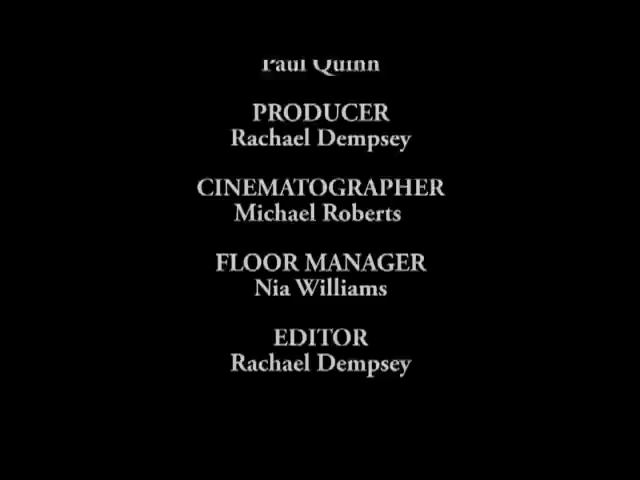 Paul Quinn
PRODUCER
Rachael Dempsey
CINEMATOGRAPHER
Michael Roberts
FLOOR MANAGER
Nia Williams
EDITOR
Rachael Dempsey